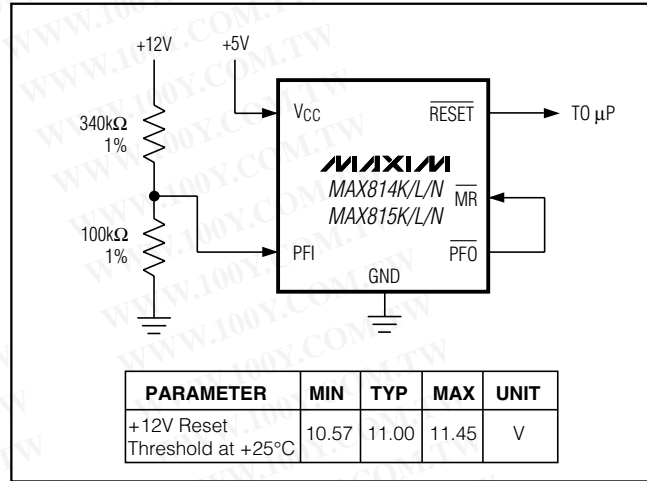 +12V
+5V
340kΩ
1%
100kΩ
1%
VCC
RESET
TO μP
MAXIM
MAX814K/L/N
MAX815K/L/N
MR
PFI
PFO
GND
PARAMETER MIN TYP MAX UNIT
+12V Reset
Threshold at +25°C 10.57 11.00 11.45 V
WWW.100Y.COM.TW